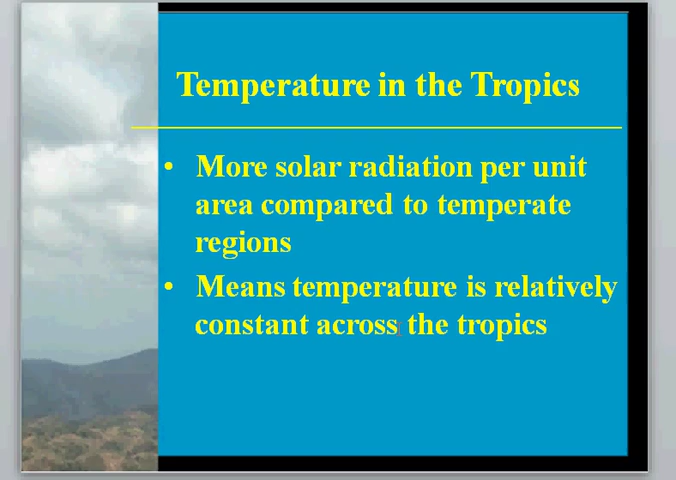 Temperature in the Tropics
• More solar radiation per unit
area compared to temperate
regions
• Means temperature is relatively
constant across the tropics